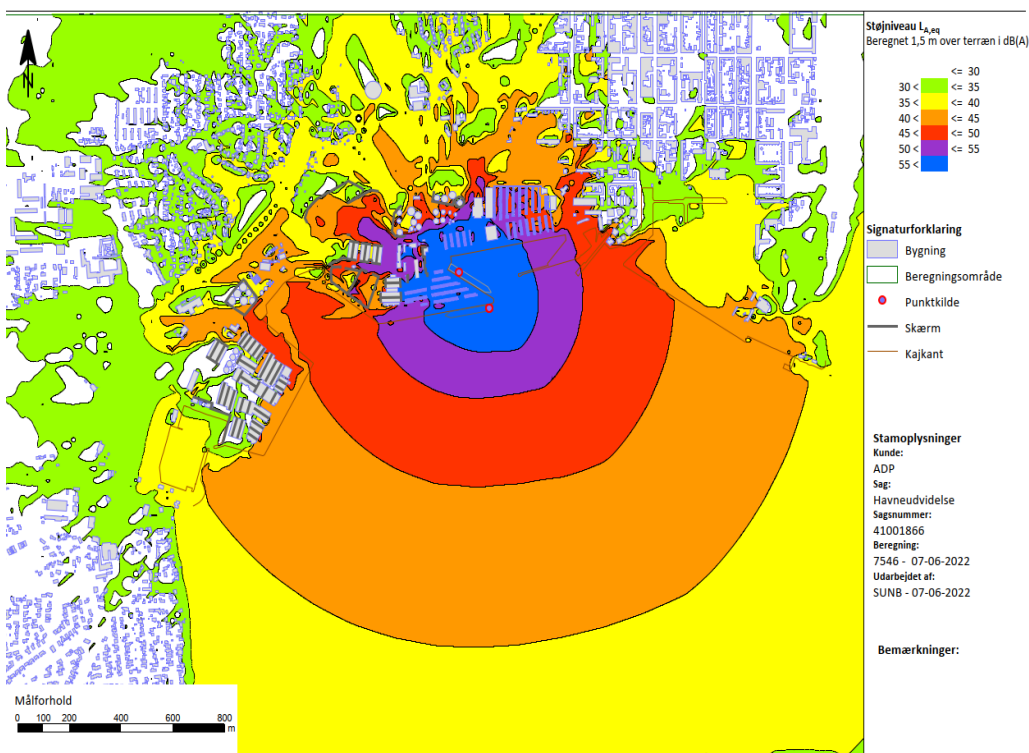 N
Støjniveau LA,eq
Beregnet 1,5 m over terræn i dB(A)
<= 30
30 < <= 35
35 < <= 40
40 < <= 45
45 < <= 50
50 < <= 55
55 <
Signaturforklaring
Bygning
Beregningsområde
Punktkilde
Skærm
Kajkant
Stamoplysninger
Kunde:
ADP
Sag:
Havneudvidelse
Sagsnummer:
41001866
Beregning:
7546 - 07-06-2022
Udarbejdet af:
SUNB - 07-06-2022
Bemærkninger:
Målforhold
0 100 200 400 600 800
m